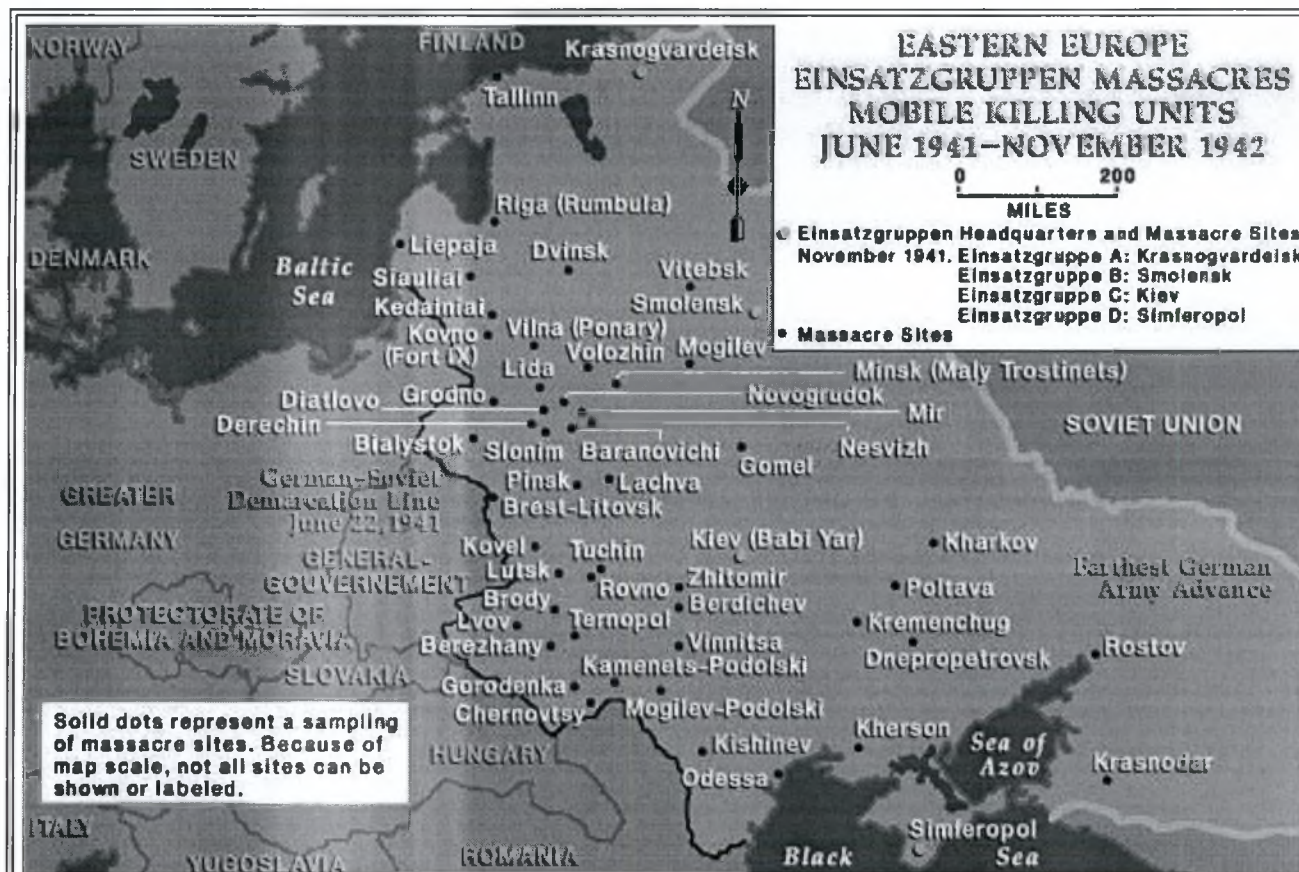 NORWAY
FINLAND
Krasnogvardeisk
EASTERN EUROPE
EINSATZGRUPPEN MASSACRES
MOBILE KILLING UNITS
JUNE 1941–NOVEMBER 1942
0 200
MILES
Einsatzgruppen Headquarters and Massacre Sites
November 1941. Einsatzgruppe A: Krasnogvardeisk
Einsatzgruppe B: Smolensk
Einsatzgruppe C: Kiev
Einsatzgruppe D: Simferopol
Massacre Sites
N
Tallinn
SWEDEN
Riga (Rumbula)
Liepaja
Dvinsk
DENMARK
Baltic
Sea
Siauliai
Vitebsk
Smolensk
Kedainiai
Kovno
(Fort IX)
Vilna (Ponary)
Volozhin
Mogilev
Lida
Minsk (Maly Trostinets)
Diatlovo
Grodno
Novogrudok
Derechin
Mir
SOVIET UNION
Bialystok
Slonim
Baranovichi
Gomel
Nesvizh
German-Soviet
Demarcation Line
June 22, 1941
Pinsk
Lachva
GREATER
GERMANY
Brest-Litovsk
Kovel
Tuchin
Kiev (Babi Yar)
Kharkov
GENERAL-
GOUVERNEMENT
Lutsk
Rovno
Zhitomir
Poltava
Farthest German
Army Advance
PROTECTORATE OF
BOHEMIA AND MORAVIA
Brody
Berdichev
Lvov
Ternopol
Kremenchug
Berezhany
Vinnitsa
Dnepropetrovsk
Rostov
SLOVAKIA
Kamenets-Podolski
Gorodenka
Chernovtsy
Mogilev-Podolski
Solid dots represent a sampling
of massacre sites. Because of
map scale, not all sites can be
shown or labeled.
HUNGARY
Kishinev
Kherson
Sea of
Azov
Odessa
Krasnodar
ITALY
Simferopol
YUGOSLAVIA
ROMANIA
Black
Sea